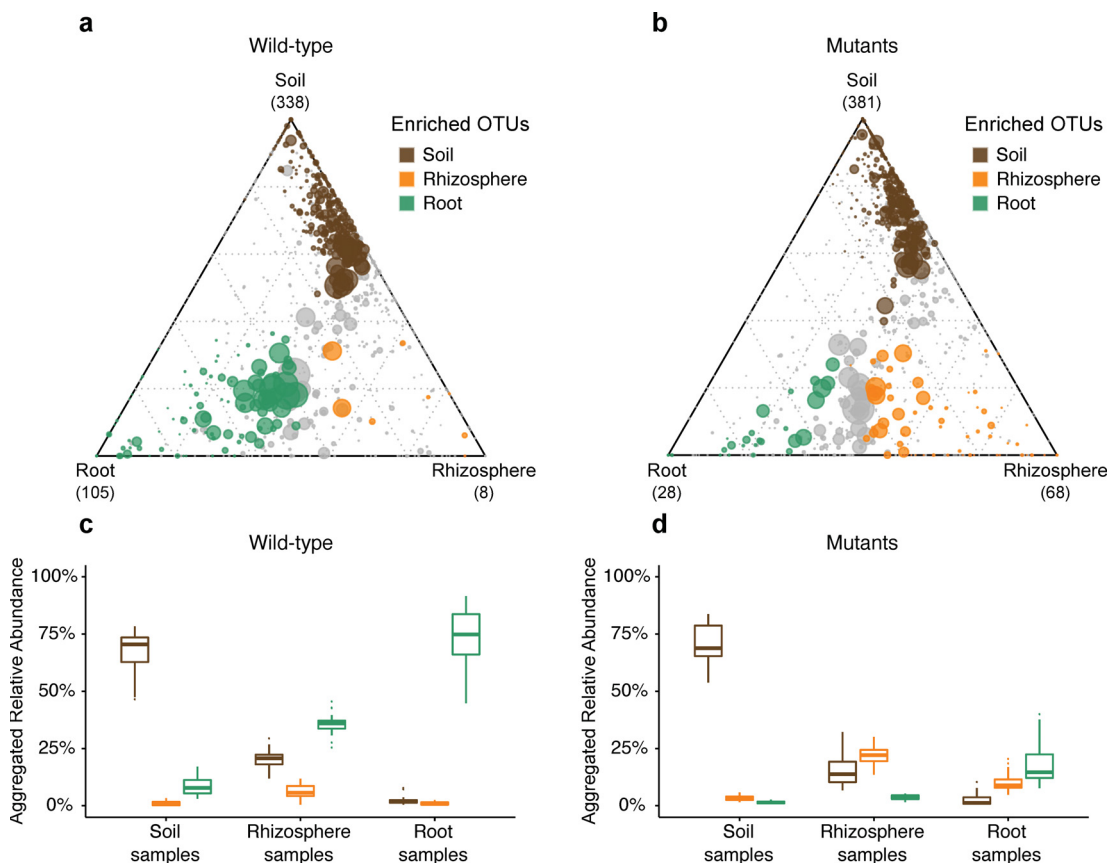 a
Wild-type
Soil
(338)
Enriched OTUs
Soil
Rhizosphere
Root
Root
(105)
Rhizosphere
(8)
b
Mutants
Soil
(381)
Enriched OTUs
Soil
Rhizosphere
Root
Root
(28)
Rhizosphere
(68)
c
Wild-type
Aggregated Relative Abundance
100%
75%
50%
25%
0%
Soil
samples
Rhizosphere
samples
Root
samples
d
Mutants
Aggregated Relative Abundance
100%
75%
50%
25%
0%
Soil
samples
Rhizosphere
samples
Root
samples